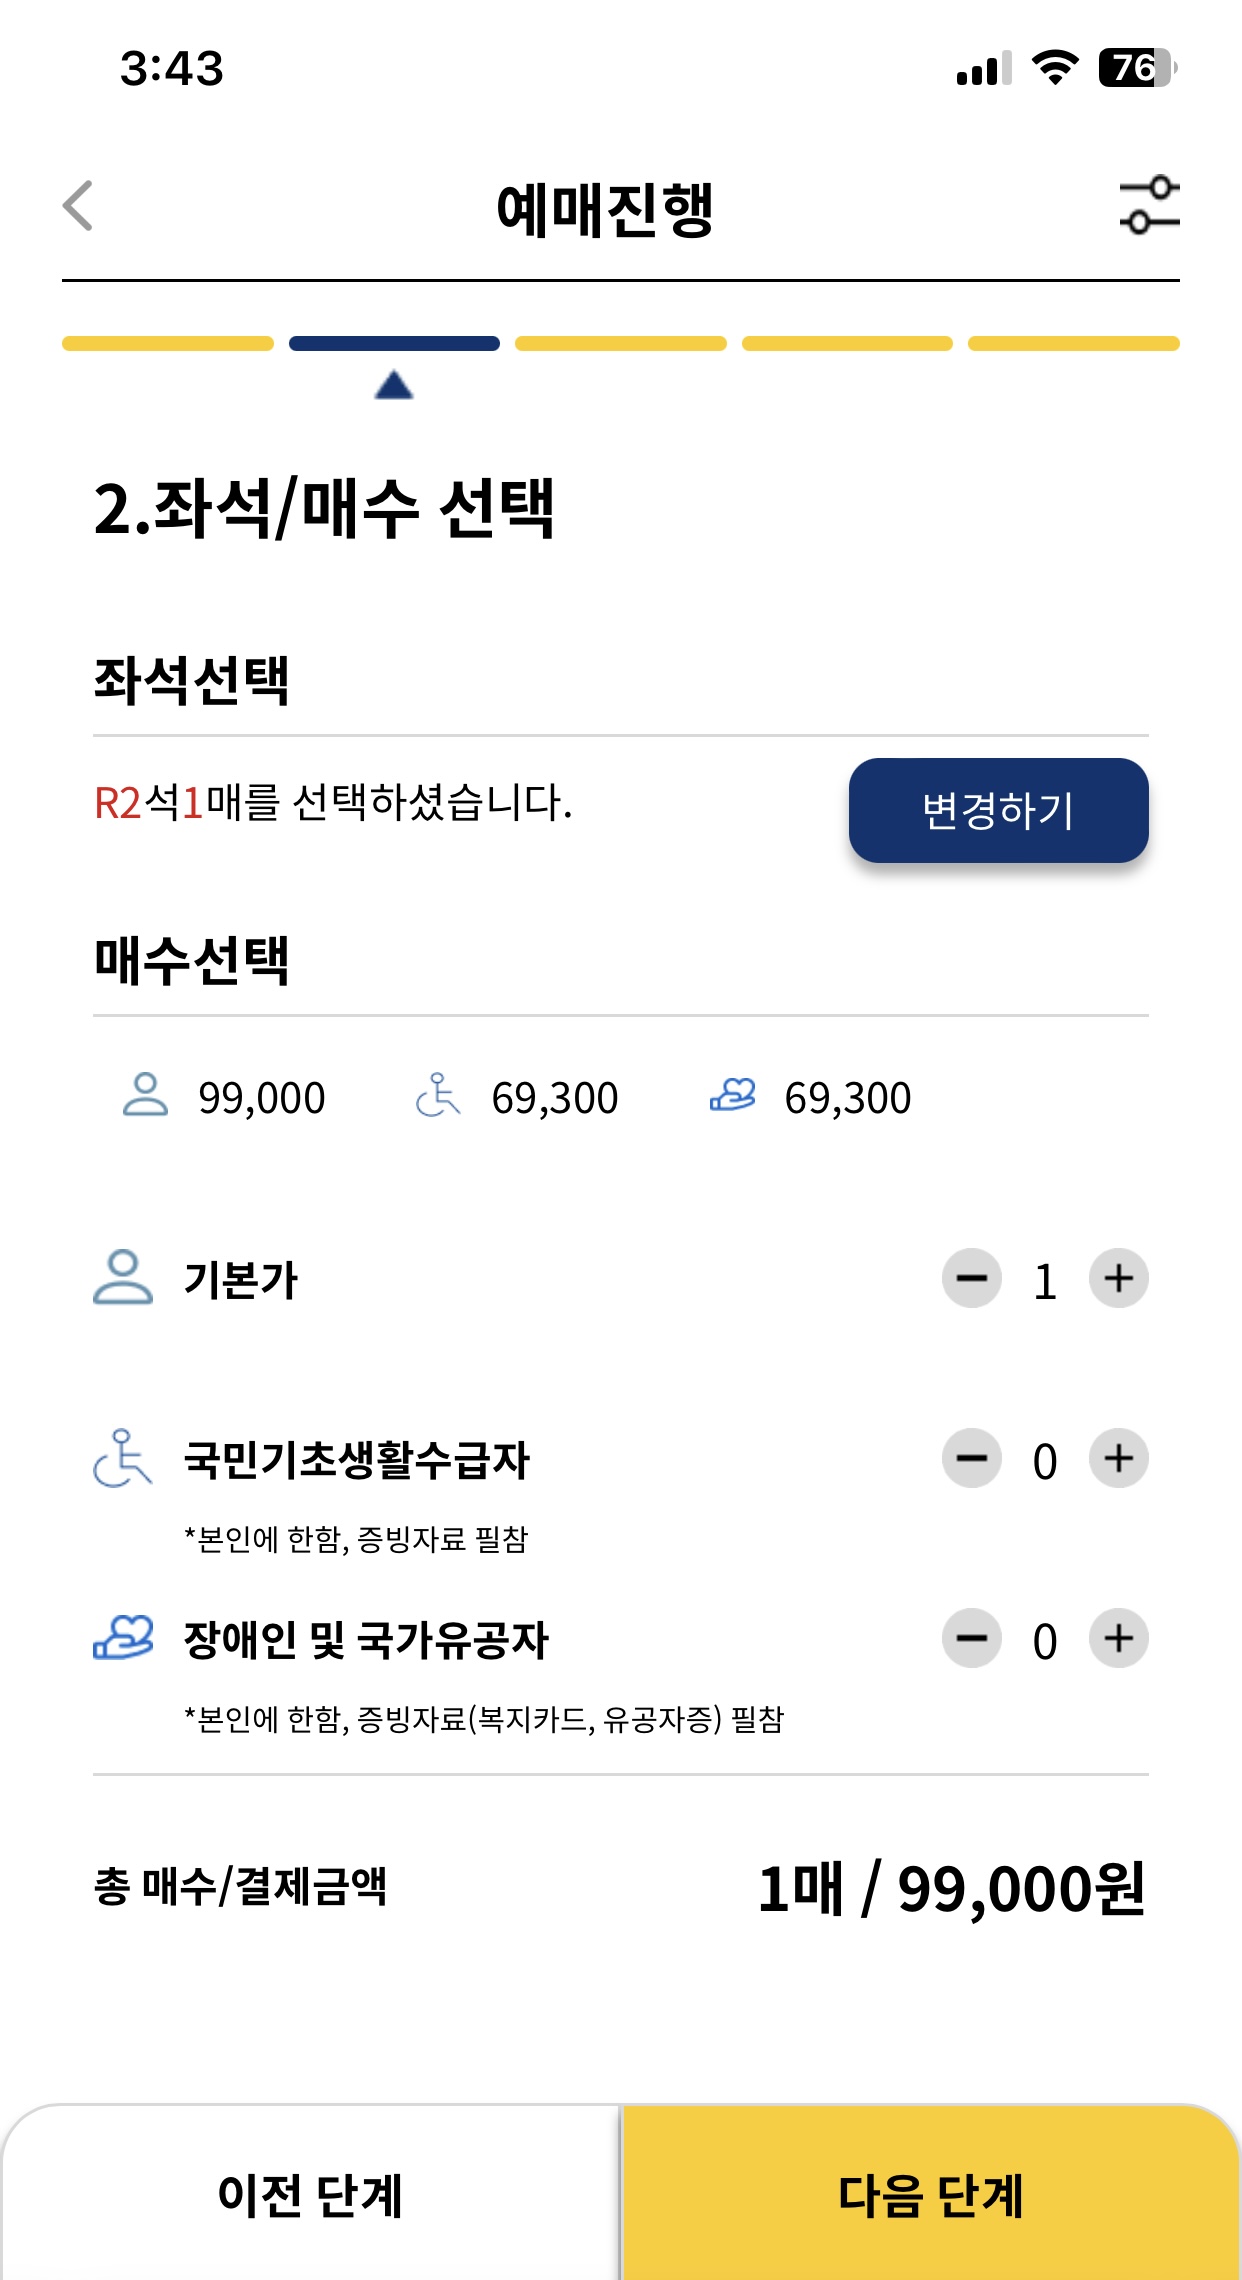 3:43
76
예매진행
2.좌석/매수 선택
좌석선택
R2석1매를 선택하셨습니다.
변경하기
매수선택
99,000 69,300 69,300
기본가 1
국민기초생활수급자 0
*본인에 한함, 증빙자료 필참
장애인 및 국가유공자 0
*본인에 한함, 증빙자료(복지카드, 유공자증) 필참
총 매수/결제금액 1매 / 99,000원
이전 단계 다음 단계